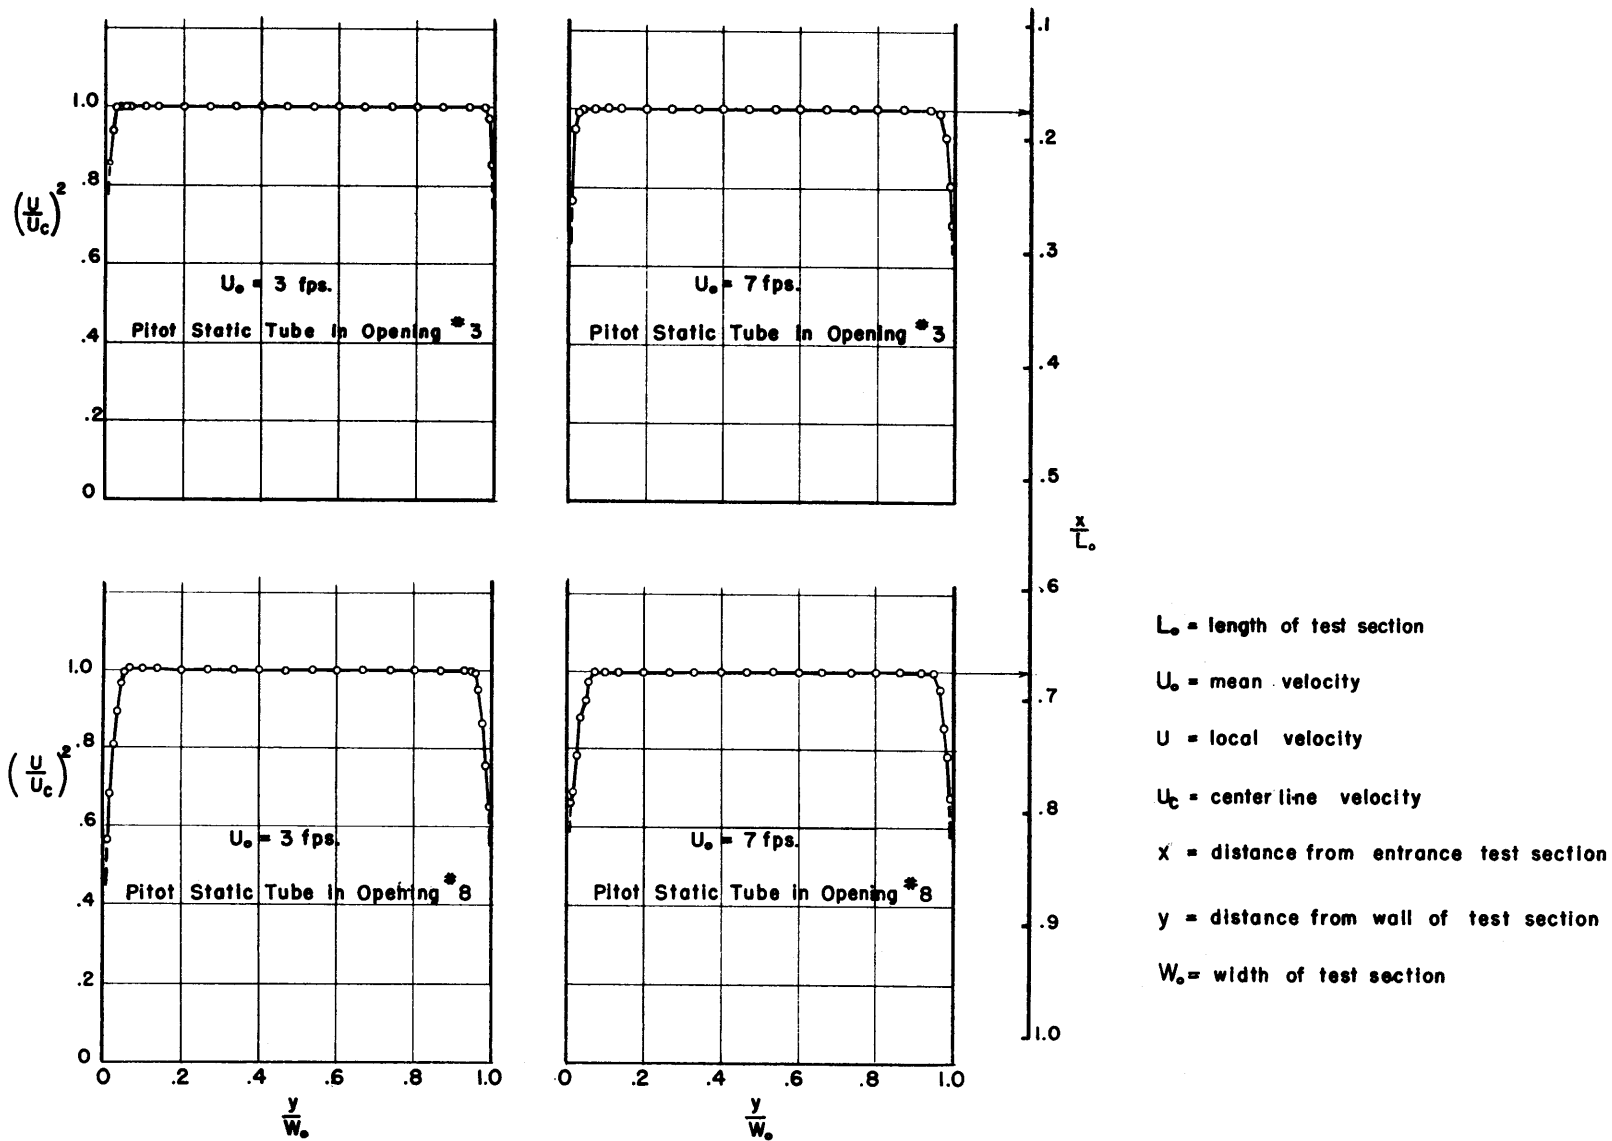 1.0
.8
.6
.4
.2
0
(U/Uc)²
Uo = 3 fps.
Pitot Static Tube in Opening #3
Uo = 7 fps.
Pitot Static Tube in Opening #3
.1
.2
.3
.4
.5
.6
.7
.8
.9
1.0
x/Lo
1.0
.8
.6
.4
.2
0
(U/Uc)²
Uo = 3 fps.
Pitot Static Tube in Opening #8
Uo = 7 fps.
Pitot Static Tube in Opening #8
0 .2 .4 .6 .8 1.0
y/Wo
0 .2 .4 .6 .8 1.0
y/Wo
Lo = length of test section
Uo = mean velocity
U = local velocity
Uc = center line velocity
x = distance from entrance test section
y = distance from wall of test section
Wo = width of test section